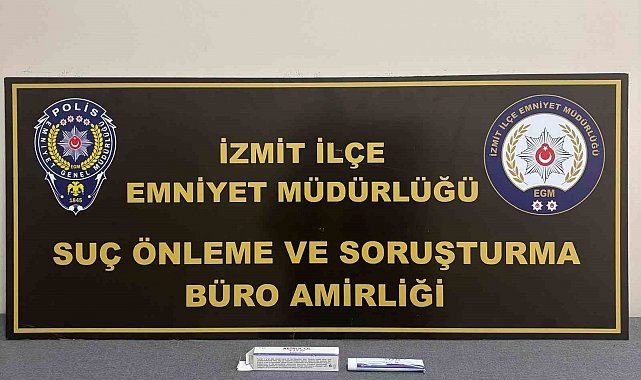 POLİS
EMNİYET GENEL MÜDÜRLÜĞÜ
EGM
1845
İZMİT İLÇE
EMNİYET MÜDÜRLÜĞÜ
SUÇ ÖNLEME VE SORUŞTURMA
BÜRO AMİRLİĞİ
İZMİT İLÇE EMNİYET MÜDÜRLÜĞÜ
EGM